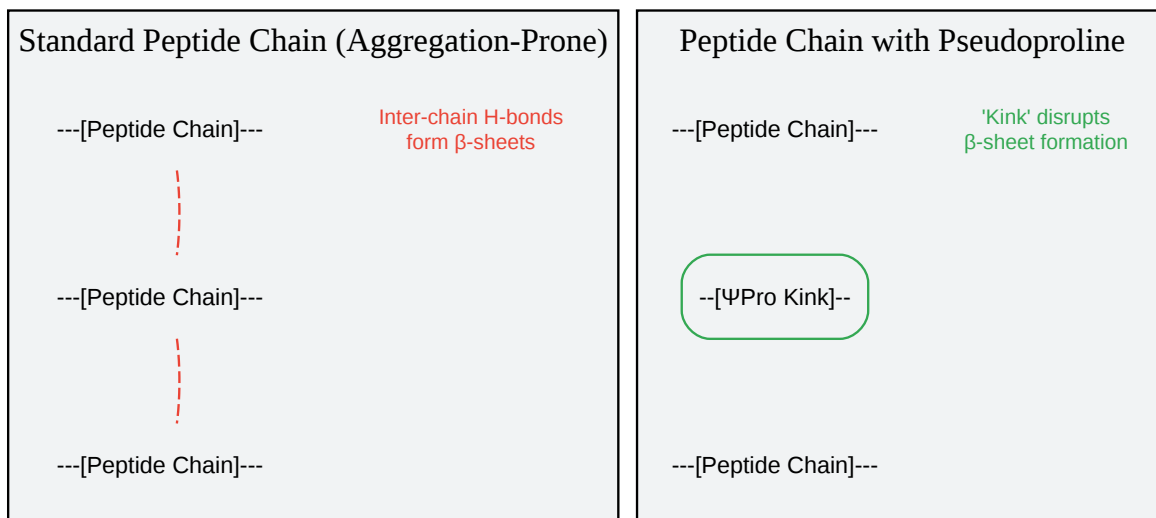 Standard Peptide Chain (Aggregation-Prone)
---[Peptide Chain]---
Inter-chain H-bonds
form β-sheets
---[Peptide Chain]---
---[Peptide Chain]---
Peptide Chain with Pseudoproline
---[Peptide Chain]---
'Kink' disrupts
β-sheet formation
--[ΨPro Kink]--
---[Peptide Chain]---